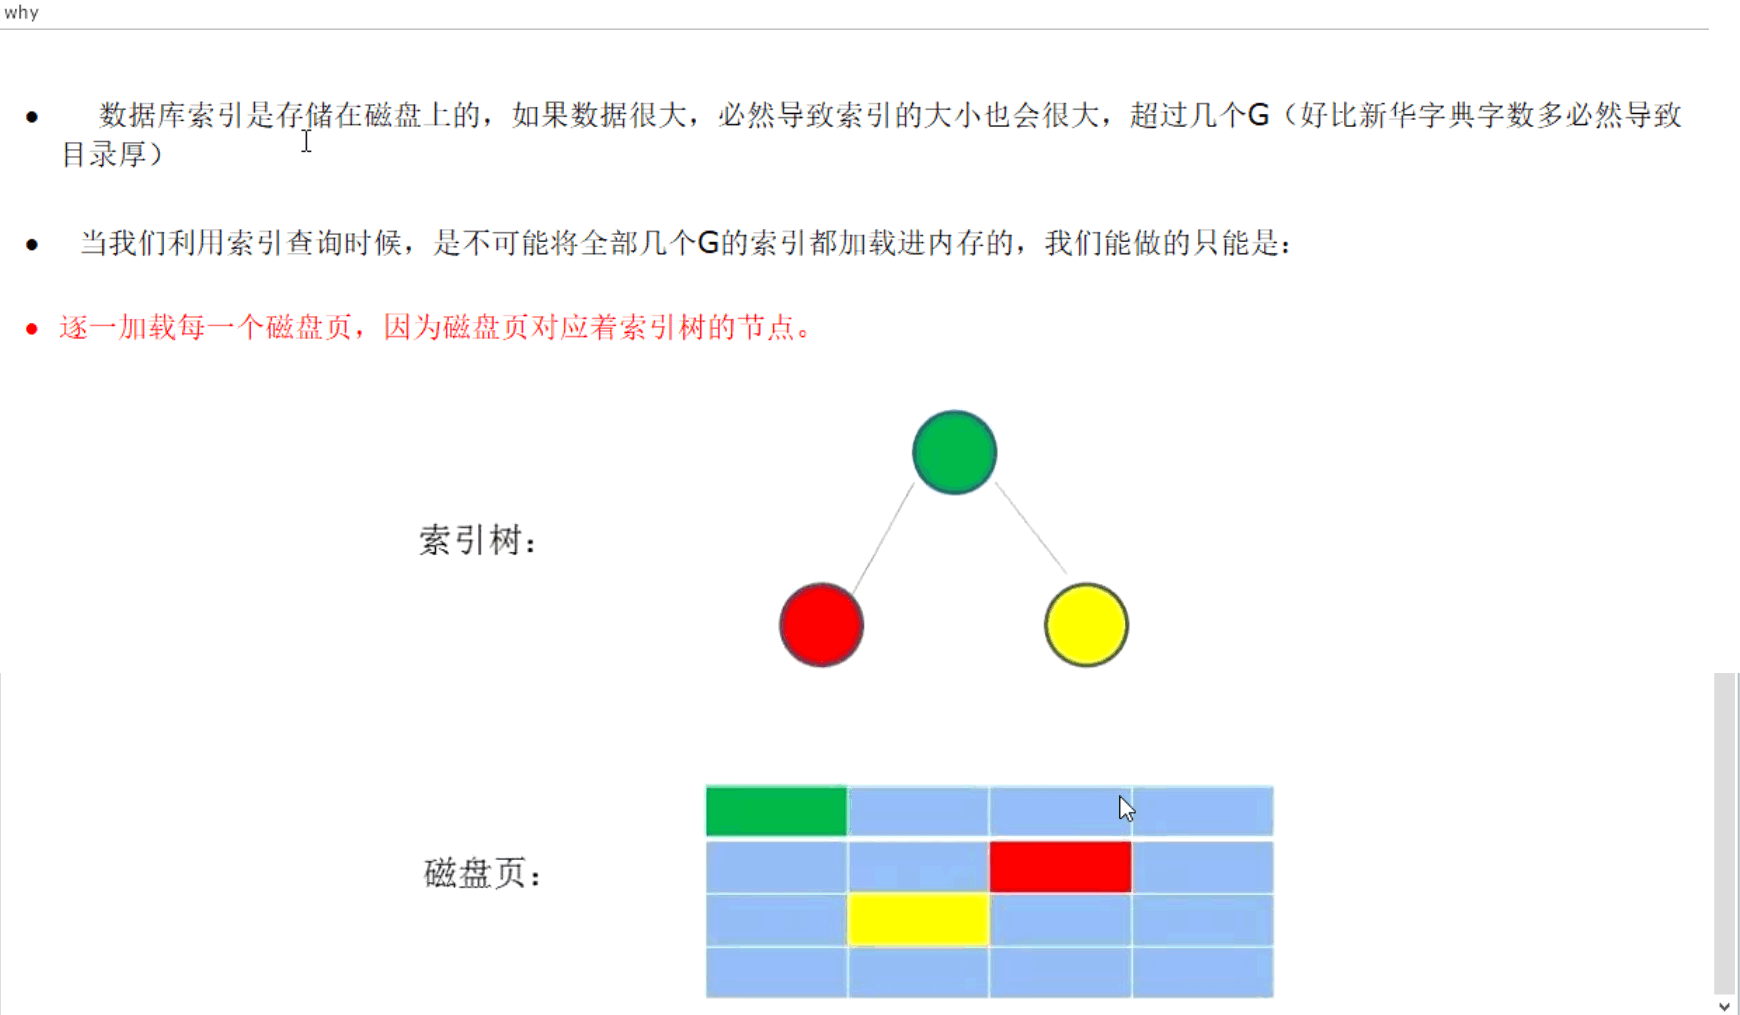 why
● 数据库索引是存储在磁盘上的，如果数据很大，必然导致索引的大小也会很大，超过几个G（好比新华字典字数多必然导致
目录厚）
● 当我们利用索引查询时候，是不可能将全部几个G的索引都加载进内存的，我们能做的只能是：
● 逐一加载每一个磁盘页，因为磁盘页对应着索引树的节点。
索引树：
磁盘页：